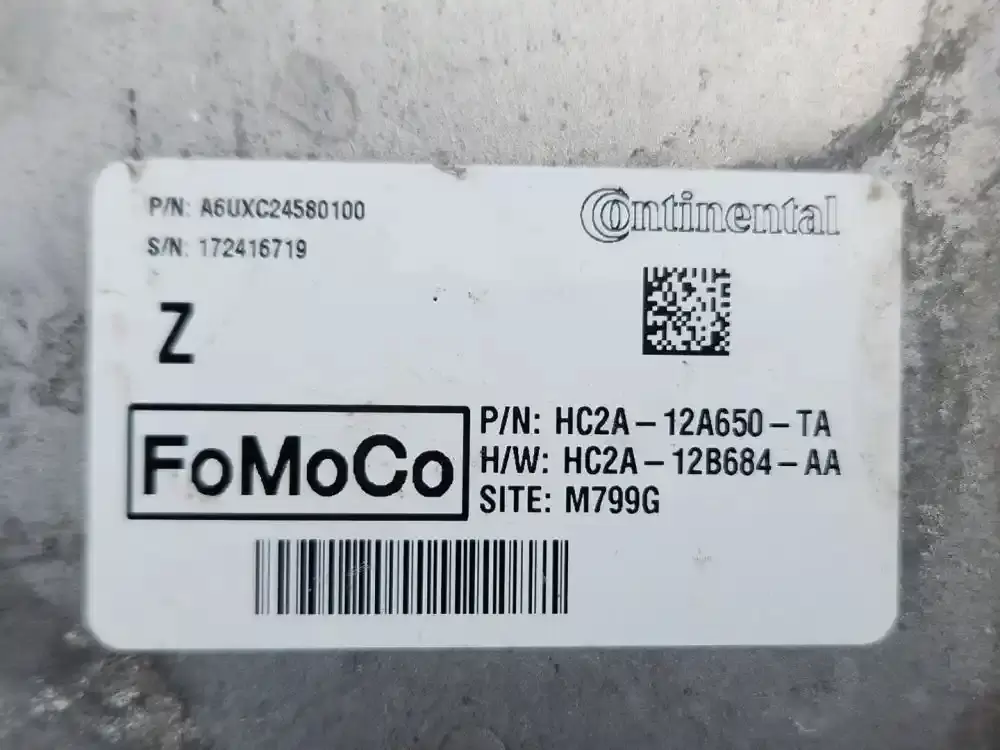 P/N: A6UXC24580100
S/N: 172416719
Continental
Z
FoMoCo
P/N: HC2A-12A650-TA
H/W: HC2A-12B684-AA
SITE: M799G